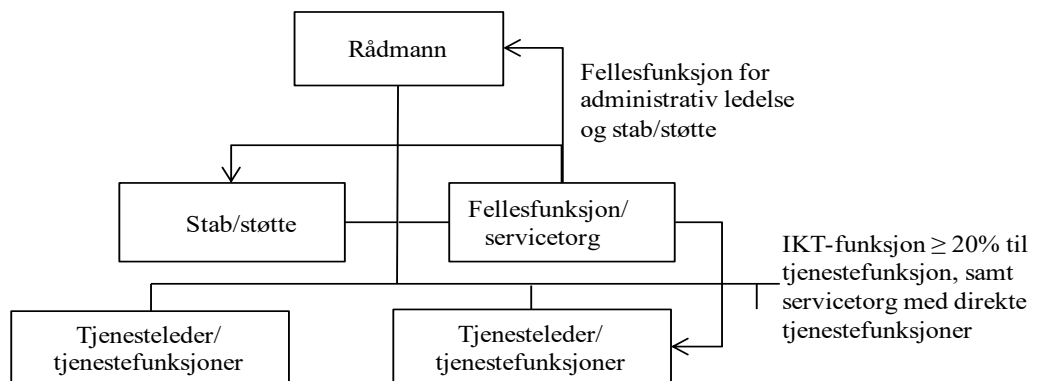 Rådmann
Fellesfunksjon for
administrativ ledelse
og stab/støtte
Stab/støtte
Fellesfunksjon/
servicetorg
IKT-funksjon ≥ 20% til
tjenestefunksjon, samt
servicetorg med direkte
tjenestefunksjoner
Tjenesteleder/
tjenestefunksjoner
Tjenesteleder/
tjenestefunksjoner